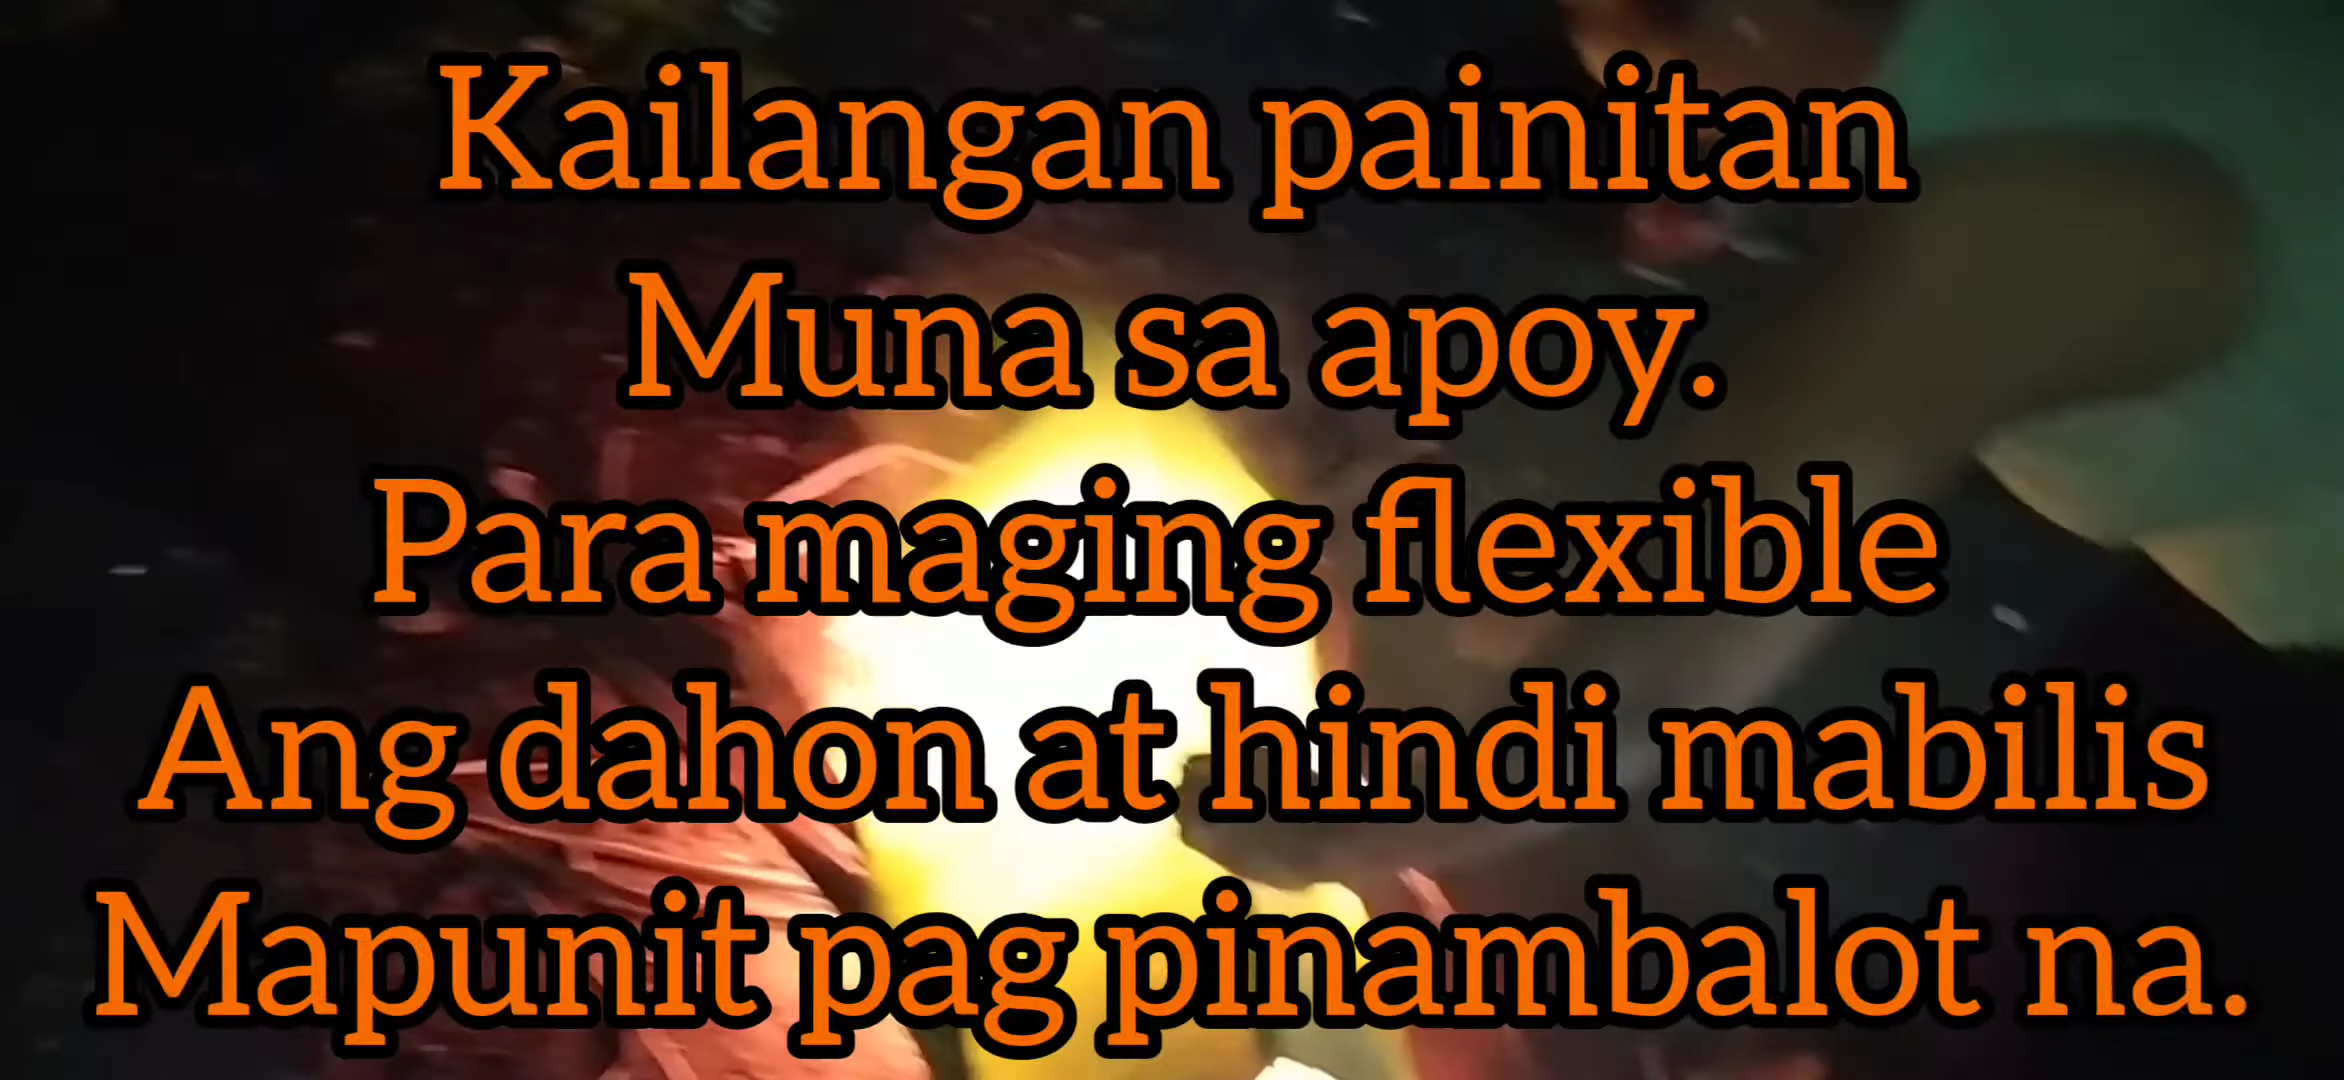 Kailangan painitan
Muna sa apoy.
Para maging flexible
Ang dahon at hindi mabilis
Mapunit pag pinambalot na.